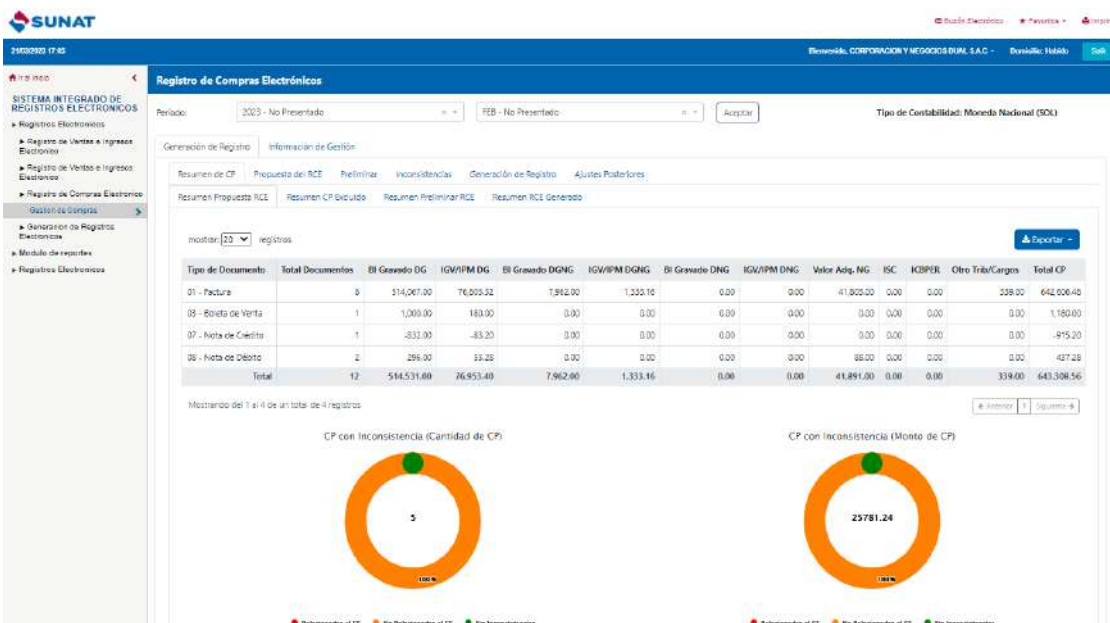 SUNAT
Buzón Electrónico Favoritos
21/03/2023 17:45 Bienvenido, CORPORACION Y NEGOCIOS DUAL S.A.C - Domicilio: Habido Salir
Ir a Inicio Registro de Compras Electrónicos
SISTEMA INTEGRADO DE
REGISTROS ELECTRONICOS
Periodo: 2023 - No Presentado FEB - No Presentado Aceptar Tipo de Contabilidad: Moneda Nacional (SOL)
Registros Electronicos
Registro de Ventas e Ingresos
Electronico
Generación de Registro Información de Gestión
Registro de Ventas e Ingresos
Electronico
Resumen de CP Propuesta del RCE Preliminar Inconsistencias Generación de Registro Ajustes Posteriores
Registro de Compras Electronico
Gestion de Compras
Resumen Propuesta RCE Resumen CP Excluido Resumen Preliminar RCE Resumen RCE Generado
Generacion de Registros
Electronicos
Modulo de reportes
Registros Electronicos
mostrar: 20 registros Exportar
Tipo de Documento Total Documentos BI Gravado DG IGV/IPM DG BI Gravado DGNG IGV/IPM DGNG BI Gravado DNG IGV/IPM DNG Valor Adq. NG ISC ICBPER Otro Trib/Cargos Total CP
01 - Factura 8 514,067.00 7,962.00 1,333.16 0.00 0.00 41,805.00 0.00 0.00 339.00 642,606.48
03 - Boleta de Venta 1 1,000.00 180.00 0.00 0.00 0.00 0.00 0.00 0.00 0.00 0.00 1,180.00
07 - Nota de Crédito 1 -832.00 -83.20 0.00 0.00 0.00 0.00 0.00 0.00 0.00 0.00 -915.20
08 - Nota de Débito 2 296.00 53.28 0.00 0.00 0.00 0.00 88.00 0.00 0.00 0.00 437.28
Total 12 514,531.00 76,953.40 7,962.00 1,333.16 0.00 0.00 41,891.00 0.00 0.00 339.00 643,308.56
Mostrando del 1 al 4 de un total de 4 registros Anterior 1 Siguiente
CP con Inconsistencia (Cantidad de CP) CP con Inconsistencia (Monto de CP)
5 25781.24
100% 100%